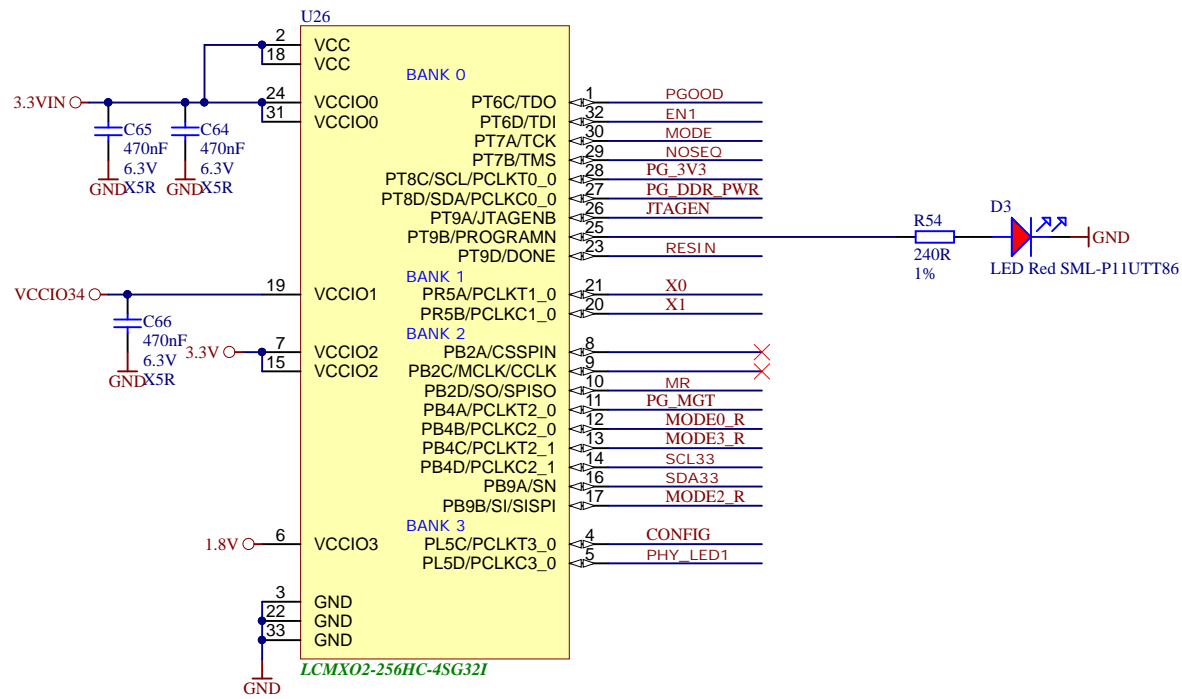 U26
2 VCC
18 VCC
BANK 0
3.3VIN 24 VCCIO0 PT6C/TDO 1 PGOOD
31 VCCIO0 PT6D/TDI 32 EN1
C65 C64 PT7A/TCK 30 MODE
470nF 470nF PT7B/TMS 29 NOSEQ
6.3V 6.3V PT8C/SCL/PCLKT0_0 28 PG_3V3
GND X5R GND X5R PT8D/SDA/PCLKC0_0 27 PG_DDR_PWR
PT9A/JTAGENB 26 JTAGEN
PT9B/PROGRAMN 25 R54 D3 GND
PT9D/DONE 23 RESIN 240R
1% LED Red SML-P11UTT86
BANK 1
VCCIO34 19 VCCIO1 PR5A/PCLKT1_0 21 X0
C66 PR5B/PCLKC1_0 20 X1
470nF BANK 2
6.3V 3.3V 7 VCCIO2 PB2A/CSSPIN 8
GND X5R 15 VCCIO2 PB2C/MCLK/CCLK 9
PB2D/SO/SPISO 10 MR
PB4A/PCLKT2_0 11 PG_MGT
PB4B/PCLKC2_0 12 MODE0_R
PB4C/PCLKT2_1 13 MODE3_R
PB4D/PCLKC2_1 14 SCL33
PB9A/SN 16 SDA33
PB9B/SI/SISPI 17 MODE2_R
BANK 3
1.8V 6 VCCIO3 PL5C/PCLKT3_0 4 CONFIG
PL5D/PCLKC3_0 5 PHY_LED1
3 GND
22 GND
33 GND
LCMXO2-256HC-4SG32I
GND